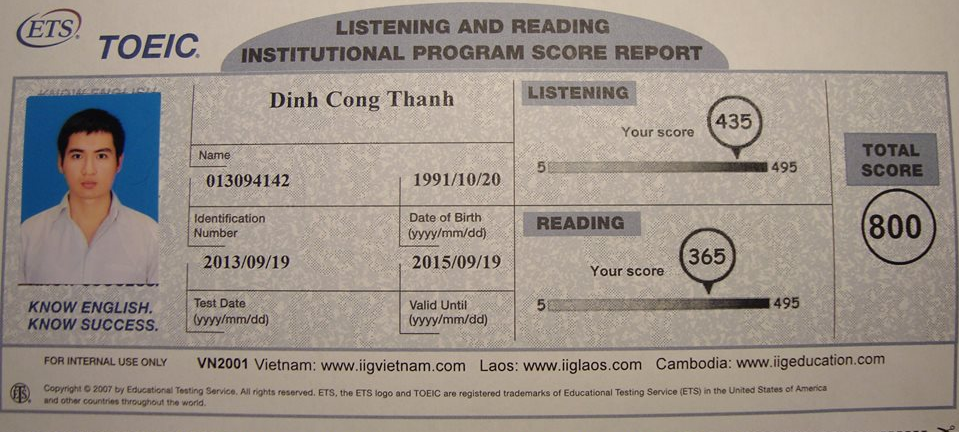 ETS
TOEIC
LISTENING AND READING
INSTITUTIONAL PROGRAM SCORE REPORT
KNOW ENGLISH.
KNOW SUCCESS.
Dinh Cong Thanh
Name
013094142
Identification
Number
1991/10/20
Date of Birth
(yyyy/mm/dd)
2013/09/19
Test Date
(yyyy/mm/dd)
2015/09/19
Valid Until
(yyyy/mm/dd)
LISTENING
Your score 435
5 495
READING
Your score 365
5 495
TOTAL
SCORE
800
FOR INTERNAL USE ONLY VN2001 Vietnam: www.iigvietnam.com Laos: www.iiglaos.com Cambodia: www.iigeducation.com
ETS Copyright © 2007 by Educational Testing Service. All rights reserved. ETS, the ETS logo and TOEIC are registered trademarks of Educational Testing Service (ETS) in the United States of America
and other countries throughout the world.